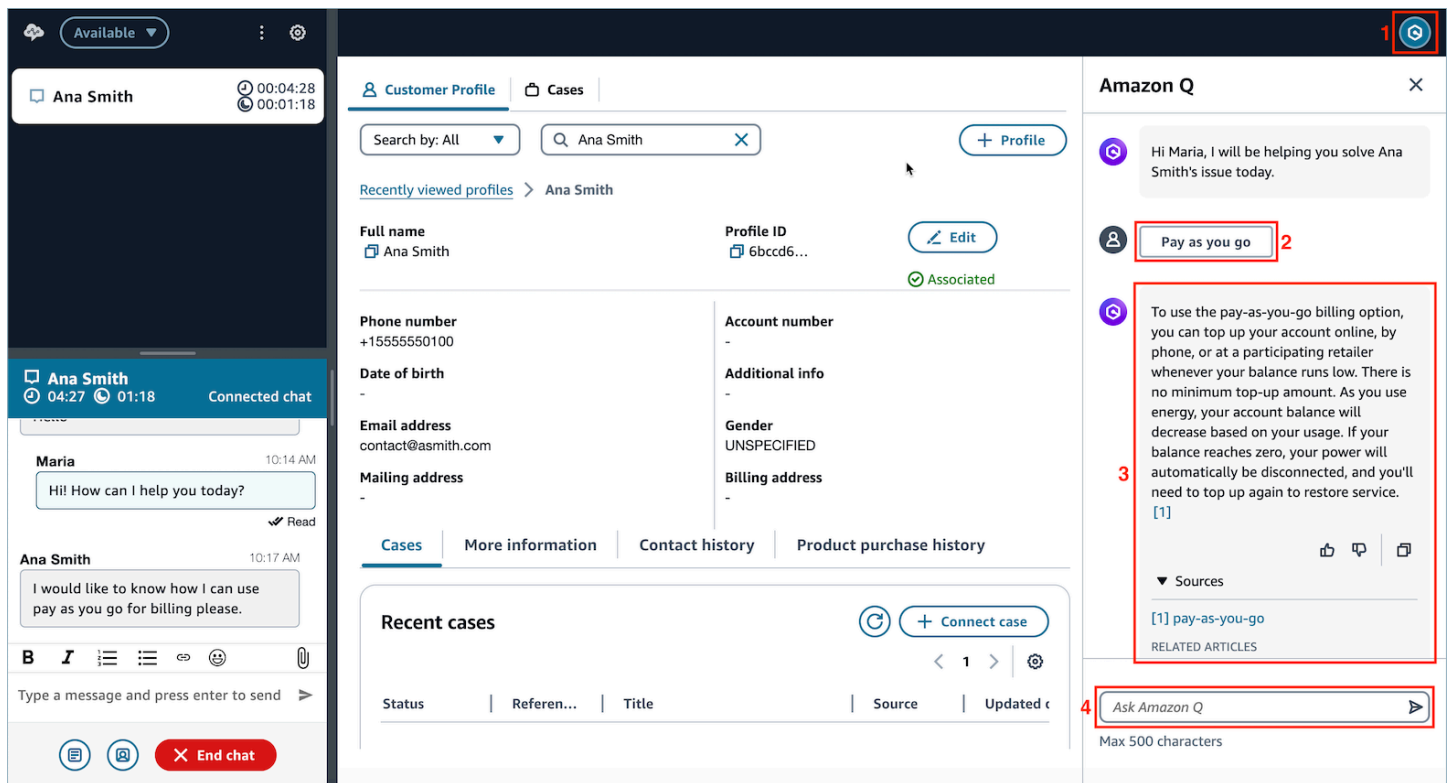 Available
Ana Smith
00:04:28
00:01:18
Ana Smith
04:27 01:18 Connected chat
Hello
Maria 10:14 AM
Hi! How can I help you today?
Read
Ana Smith 10:17 AM
I would like to know how I can use
pay as you go for billing please.
B I
Type a message and press enter to send
End chat
Customer Profile Cases
Search by: All
Ana Smith
Profile
Recently viewed profiles Ana Smith
Full name
Ana Smith
Profile ID
6bccd6...
Edit
Associated
Phone number
+15555550100
Account number
-
Date of birth
-
Additional info
-
Email address
contact@asmith.com
Gender
UNSPECIFIED
Mailing address
-
Billing address
-
Cases More information Contact history Product purchase history
Recent cases
Connect case
1
Status Referen... Title Source Updated
1
Amazon Q
Hi Maria, I will be helping you solve Ana
Smith's issue today.
Pay as you go 2
3
To use the pay-as-you-go billing option,
you can top up your account online, by
phone, or at a participating retailer
whenever your balance runs low. There is
no minimum top-up amount. As you use
energy, your account balance will
decrease based on your usage. If your
balance reaches zero, your power will
automatically be disconnected, and you'll
need to top up again to restore service.
[1]
Sources
[1] pay-as-you-go
RELATED ARTICLES
4 Ask Amazon Q
Max 500 characters